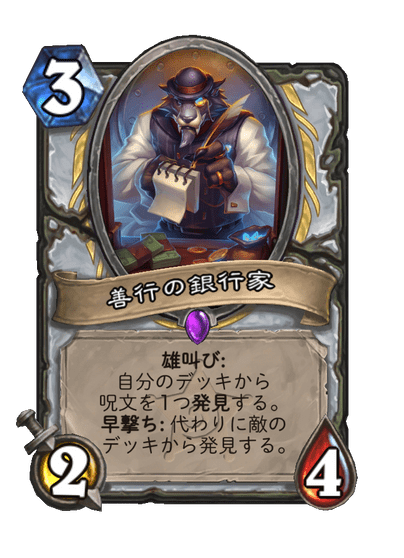 3
善行の銀行家
雄叫び:
自分のデッキから
呪文を1つ発見する。
早撃ち: 代わりに敵の
デッキから発見する。
2
4